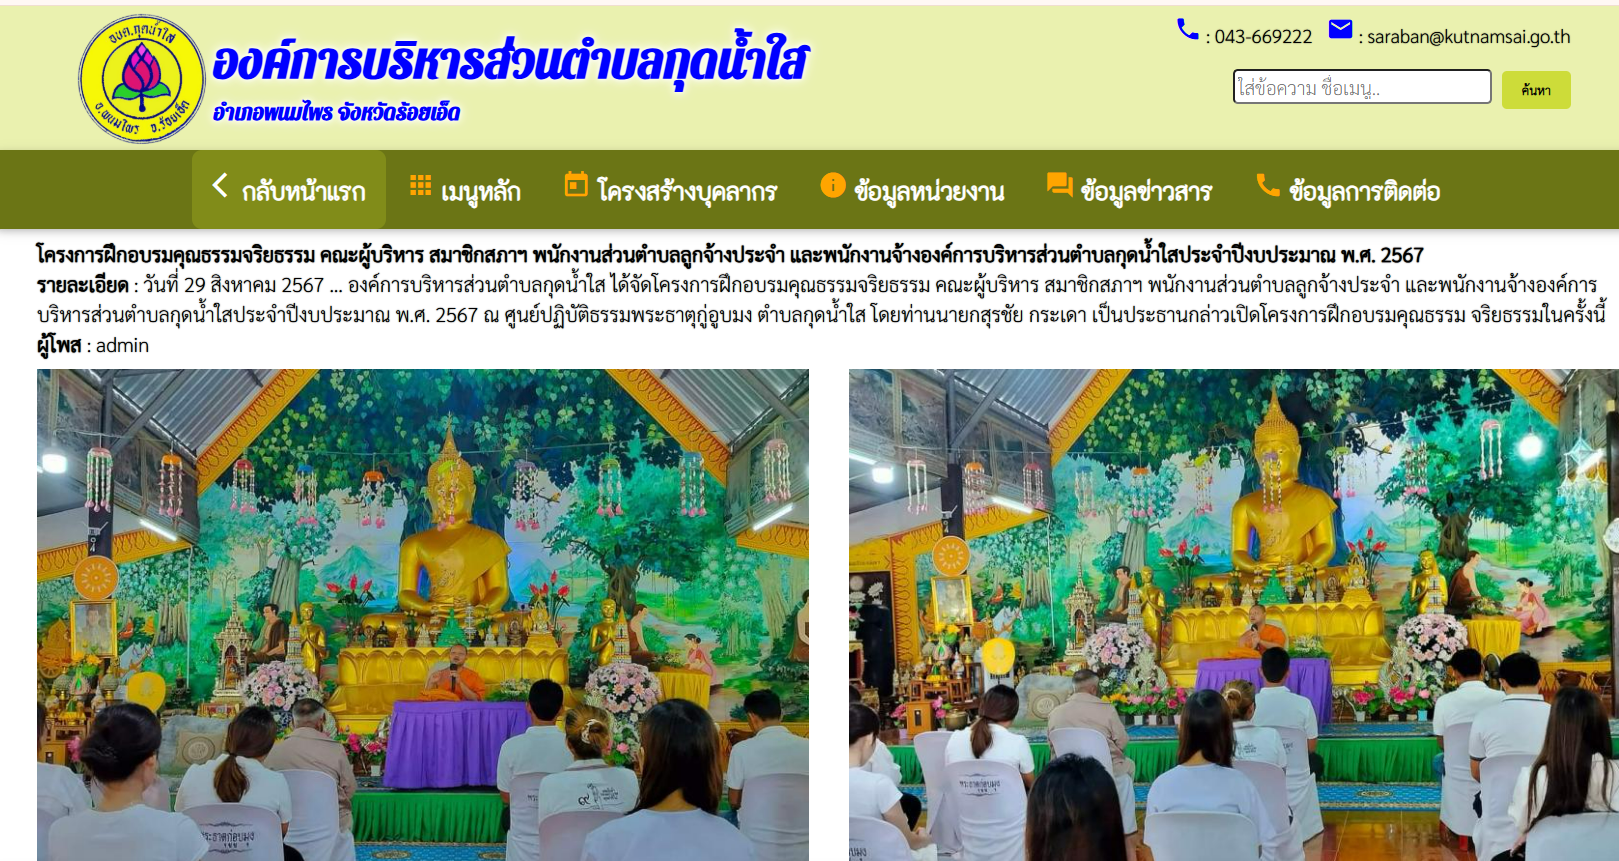 อบต.กุดน้ำใส
อ.พนมไพร จ.ร้อยเอ็ด
องค์การบริหารส่วนตำบลกุดน้ำใส
อำเภอพนมไพร จังหวัดร้อยเอ็ด
: 043-669222 : saraban@kutnamsai.go.th
ใส่ข้อความ ชื่อเมนู.. ค้นหา
กลับหน้าแรก เมนูหลัก โครงสร้างบุคลากร ข้อมูลหน่วยงาน ข้อมูลข่าวสาร ข้อมูลการติดต่อ
โครงการฝึกอบรมคุณธรรมจริยธรรม คณะผู้บริหาร สมาชิกสภาฯ พนักงานส่วนตำบลลูกจ้างประจำ และพนักงานจ้างองค์การบริหารส่วนตำบลกุดน้ำใสประจำปีงบประมาณ พ.ศ. 2567
รายละเอียด : วันที่ 29 สิงหาคม 2567 ... องค์การบริหารส่วนตำบลกุดน้ำใส ได้จัดโครงการฝึกอบรมคุณธรรมจริยธรรม คณะผู้บริหาร สมาชิกสภาฯ พนักงานส่วนตำบลลูกจ้างประจำ และพนักงานจ้างองค์การ
บริหารส่วนตำบลกุดน้ำใสประจำปีงบประมาณ พ.ศ. 2567 ณ ศูนย์ปฏิบัติธรรมพระธาตุกู่อูบมง ตำบลกุดน้ำใส โดยท่านนายกสุรชัย กระเดา เป็นประธานกล่าวเปิดโครงการฝึกอบรมคุณธรรม จริยธรรมในครั้งนี้
ผู้โพส : admin